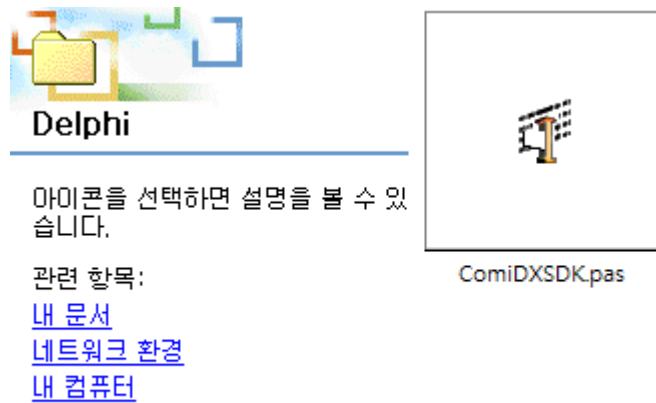 Delphi
아이콘을 선택하면 설명을 볼 수 있
습니다.
관련 항목:
내 문서
네트워크 환경
내 컴퓨터
ComiDXSDK.pas